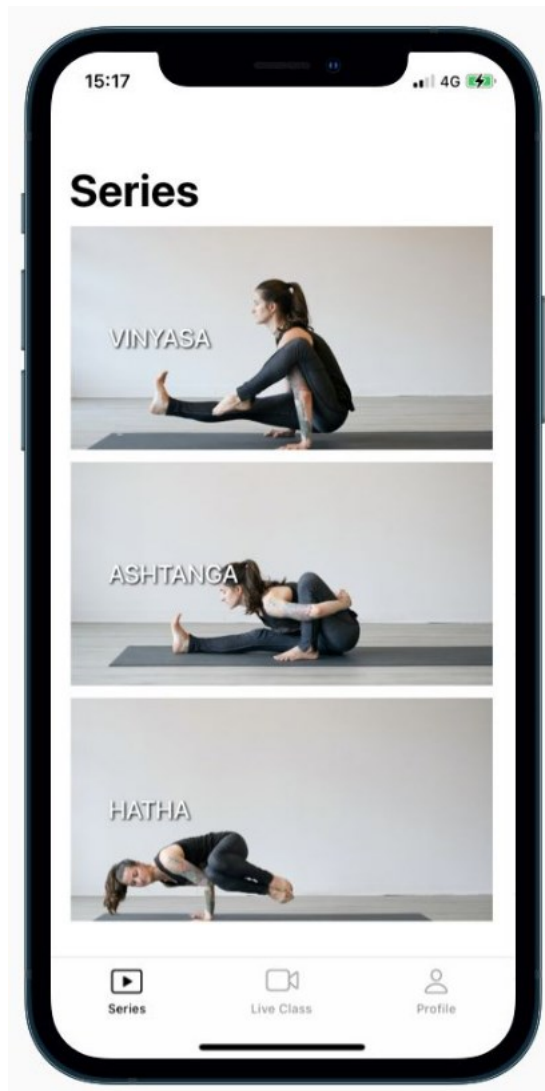 15:17
4G
Series
VINYASA
ASHTANGA
HATHA
Series
Live Class
Profile